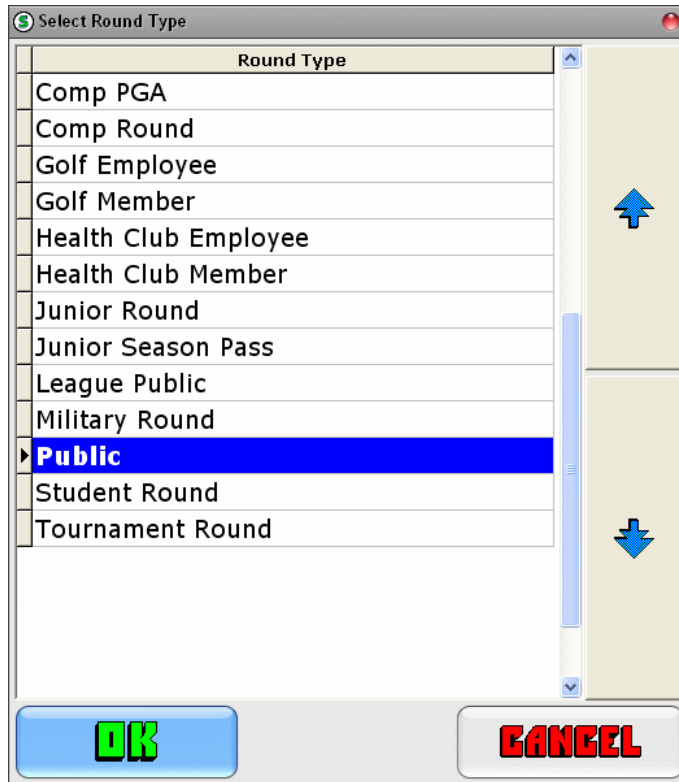 S Select Round Type
Round Type
Comp PGA
Comp Round
Golf Employee
Golf Member
Health Club Employee
Health Club Member
Junior Round
Junior Season Pass
League Public
Military Round
Public
Student Round
Tournament Round
OK
CANCEL